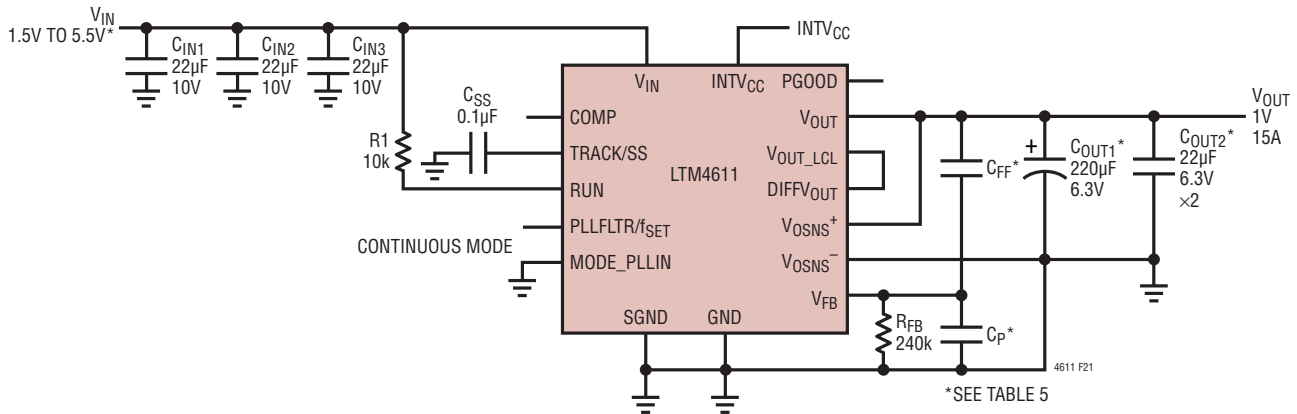 VIN
1.5V TO 5.5V*
CIN1
22µF
10V
CIN2
22µF
10V
CIN3
22µF
10V
R1
10k
CSS
0.1µF
CONTINUOUS MODE
INTVCC
VIN
INTVCC
PGOOD
COMP
TRACK/SS
RUN
PLLFLTR/fSET
MODE_PLLIN
LTM4611
VOUT
VOUT_LCL
DIFFVOUT
VOSNS+
VOSNS–
VFB
SGND
GND
RFB
240k
CFF*
CP*
+
COUT1*
220µF
6.3V
COUT2*
22µF
6.3V
×2
VOUT
1V
15A
4611 F21
*SEE TABLE 5